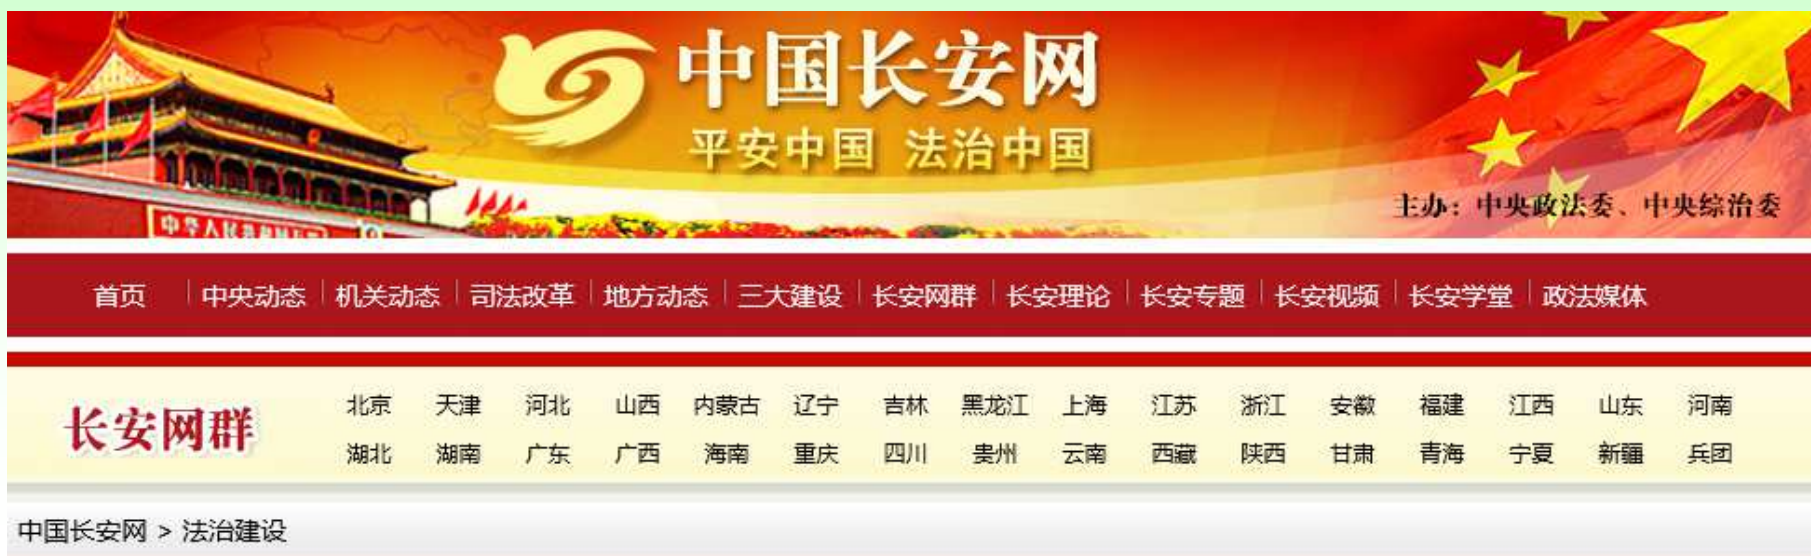 中国长安网
平安中国 法治中国
主办：中央政法委、中央综治委
首页 中央动态 机关动态 司法改革 地方动态 三大建设 长安网群 长安理论 长安专题 长安视频 长安学堂 政法媒体
长安网群
北京 天津 河北 山西 内蒙古 辽宁 吉林 黑龙江 上海 江苏 浙江 安徽 福建 江西 山东 河南
湖北 湖南 广东 广西 海南 重庆 四川 贵州 云南 西藏 陕西 甘肃 青海 宁夏 新疆 兵团
中国长安网 > 法治建设